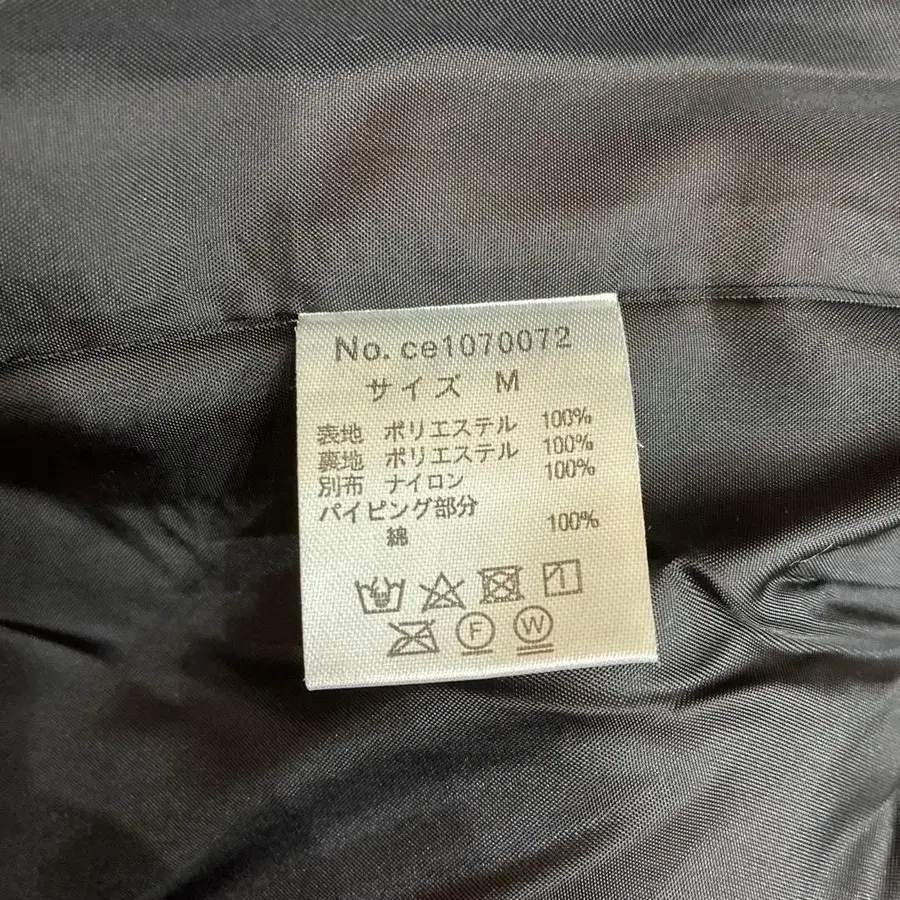 No. ce1070072
サイズ M
表地 ポリエステル 100%
裏地 ポリエステル 100%
別布 ナイロン 100%
パイピング部分
綿 100%
F W